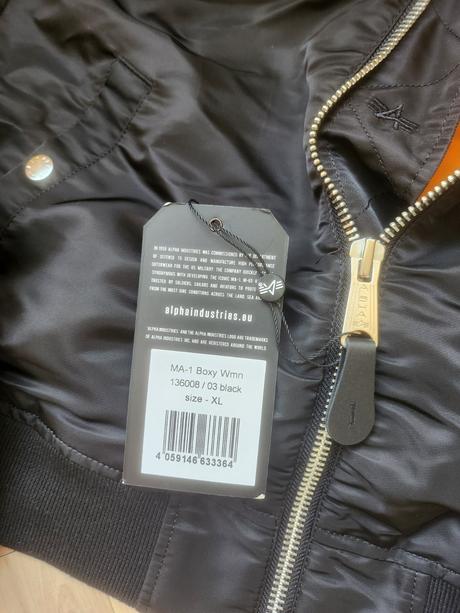 IN 1959 ALPHA INDUSTRIES WAS COMMISSIONED BY THE DEPARTMENT
OF DEFENSE TO DESIGN AND MANUFACTURE HIGH
OUTERWEAR FOR THE US MILITARY. THE COMPANY QUICKLY
SYNONYMOUS WITH DEVELOPING THE ICONIC MA-1, M-65
TRUSTED BY SOLDIERS, SAILORS AND AVIATORS TO PROTE
FROM THE MOST DIRE CONDITIONS ACROSS THE LAND, SEA AND
alphaindustries.eu
ALPHA INDUSTRIES AND THE ALPHA INDUSTRIES LOGO ARE TRADEMARKS
OF ALPHA INDUSTRIES INC. AND ARE REGISTERED AROUND THE WORLD
MA-1 Boxy Wmn
136008 / 03 black
size - XL
4 059146 633364